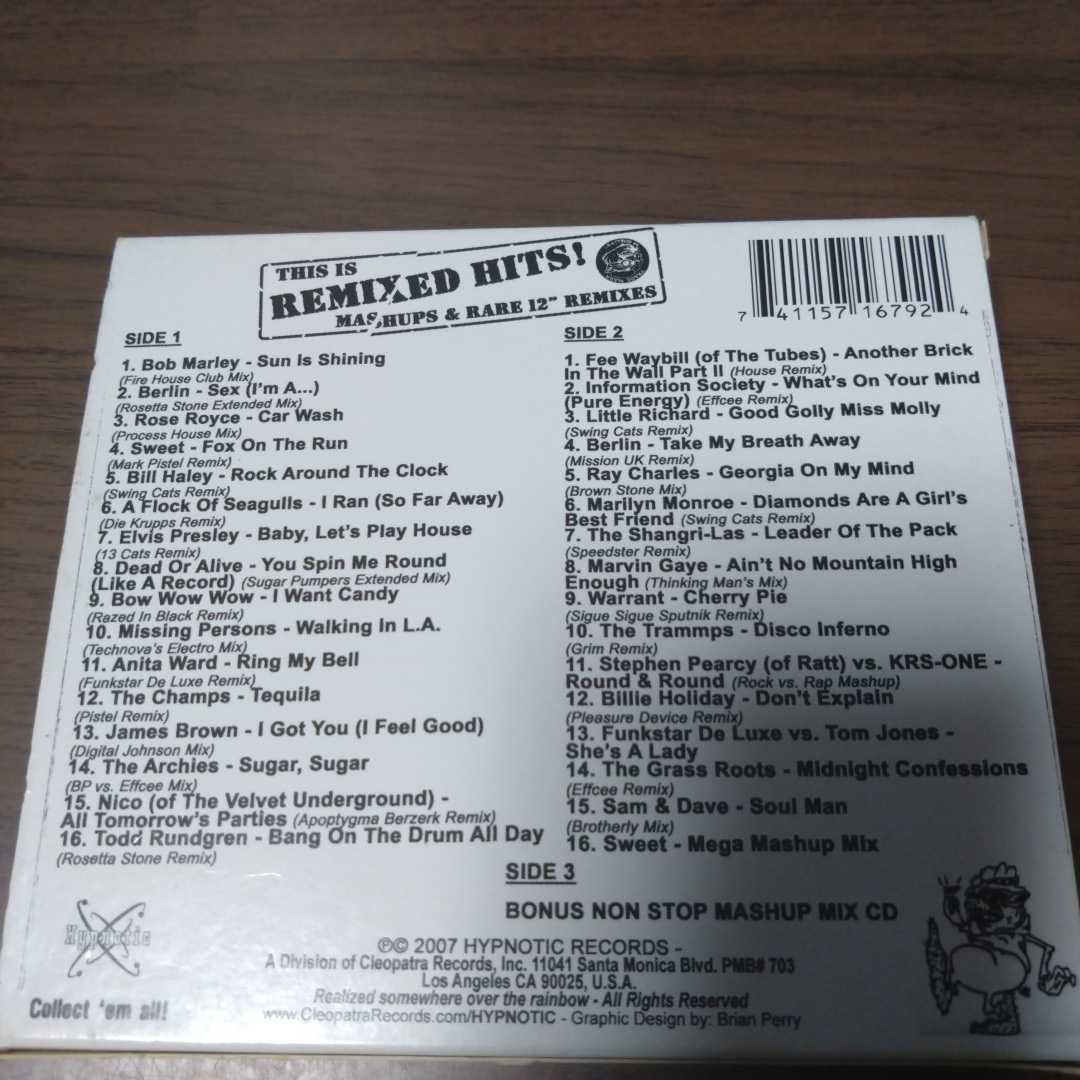 THIS IS
REMIXED HITS!
MASHUPS & RARE 12" REMIXES
7 41157 16792 4
SIDE 1
1. Bob Marley - Sun Is Shining
(Fire House Club Mix)
2. Berlin - Sex (I'm A...)
(Rosetta Stone Extended Mix)
3. Rose Royce - Car Wash
(Process House Mix)
4. Sweet - Fox On The Run
(Mark Pistel Remix)
5. Bill Haley - Rock Around The Clock
(Swing Cats Remix)
6. A Flock Of Seagulls - I Ran (So Far Away)
(Die Krupps Remix)
7. Elvis Presley - Baby, Let's Play House
(13 Cats Remix)
8. Dead Or Alive - You Spin Me Round
(Like A Record) (Sugar Pumpers Extended Mix)
9. Bow Wow Wow - I Want Candy
(Razed In Black Remix)
10. Missing Persons - Walking In L.A.
(Technova's Electro Mix)
11. Anita Ward - Ring My Bell
(Funkstar De Luxe Remix)
12. The Champs - Tequila
(Pistel Remix)
13. James Brown - I Got You (I Feel Good)
(Digital Johnson Mix)
14. The Archies - Sugar, Sugar
(BP vs. Effcee Mix)
15. Nico (of The Velvet Underground) -
All Tomorrow's Parties (Apoptygma Berzerk Remix)
16. Todd Rundgren - Bang On The Drum All Day
(Rosetta Stone Remix)
SIDE 2
1. Fee Waybill (of The Tubes) - Another Brick
In The Wall Part II (House Remix)
2. Information Society - What's On Your Mind
(Pure Energy) (Effcee Remix)
3. Little Richard - Good Golly Miss Molly
(Swing Cats Remix)
4. Berlin - Take My Breath Away
(Mission UK Remix)
5. Ray Charles - Georgia On My Mind
(Brown Stone Mix)
6. Marilyn Monroe - Diamonds Are A Girl's
Best Friend (Swing Cats Remix)
7. The Shangri-Las - Leader Of The Pack
(Speedster Remix)
8. Marvin Gaye - Ain't No Mountain High
Enough (Thinking Man's Mix)
9. Warrant - Cherry Pie
(Sigue Sigue Sputnik Remix)
10. The Trammps - Disco Inferno
(Grim Remix)
11. Stephen Pearcy (of Ratt) vs. KRS-ONE -
Round & Round (Rock vs. Rap Mashup)
12. Billie Holiday - Don't Explain
(Pleasure Device Remix)
13. Funkstar De Luxe vs. Tom Jones -
She's A Lady
14. The Grass Roots - Midnight Confessions
(Effcee Remix)
15. Sam & Dave - Soul Man
(Brotherly Mix)
16. Sweet - Mega Mashup Mix
SIDE 3
BONUS NON STOP MASHUP MIX CD
Hypnotic
Collect 'em all!
℗© 2007 HYPNOTIC RECORDS -
A Division of Cleopatra Records, Inc. 11041 Santa Monica Blvd. PMB# 703
Los Angeles CA 90025, U.S.A.
Realized somewhere over the rainbow - All Rights Reserved
www.CleopatraRecords.com/HYPNOTIC - Graphic Design by: Brian Perry